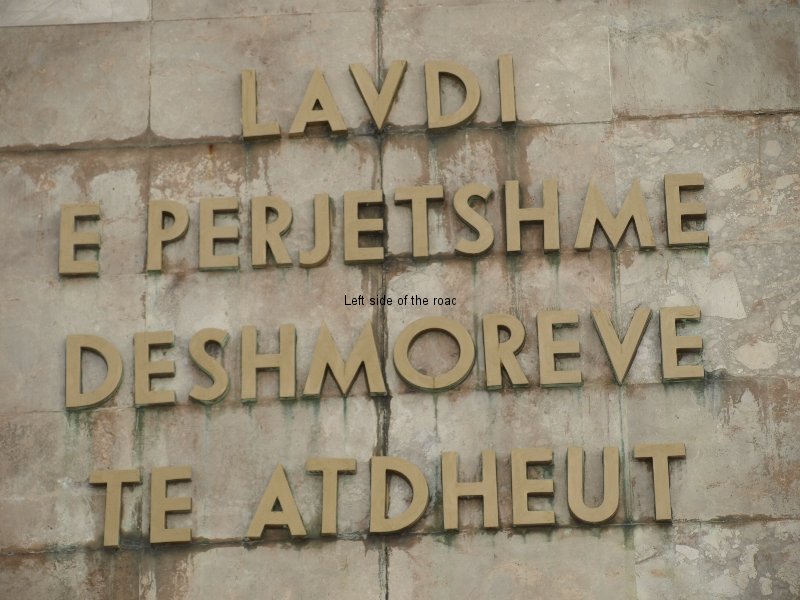 LAVDI
E PERJETSHME
Left side of the roac
DESHMOREVE
TE ATDHEUT